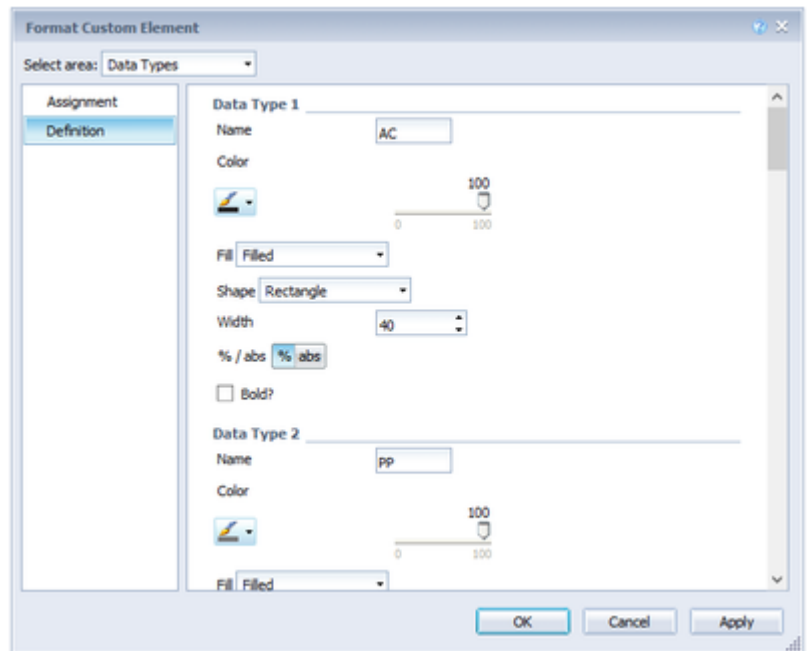 Format Custom Element
Select area: Data Types
Assignment
Definition
Data Type 1
Name AC
Color
100
0 100
Fill Filled
Shape Rectangle
Width 40
% / abs % abs
Bold?
Data Type 2
Name PP
Color
100
0 100
Fill Filled
OK Cancel Apply